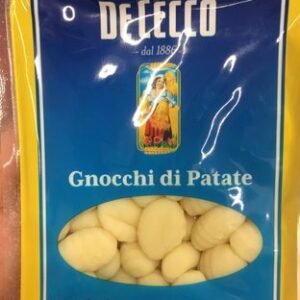 DE CECCO
dal 1886
Gnocchi di Patate